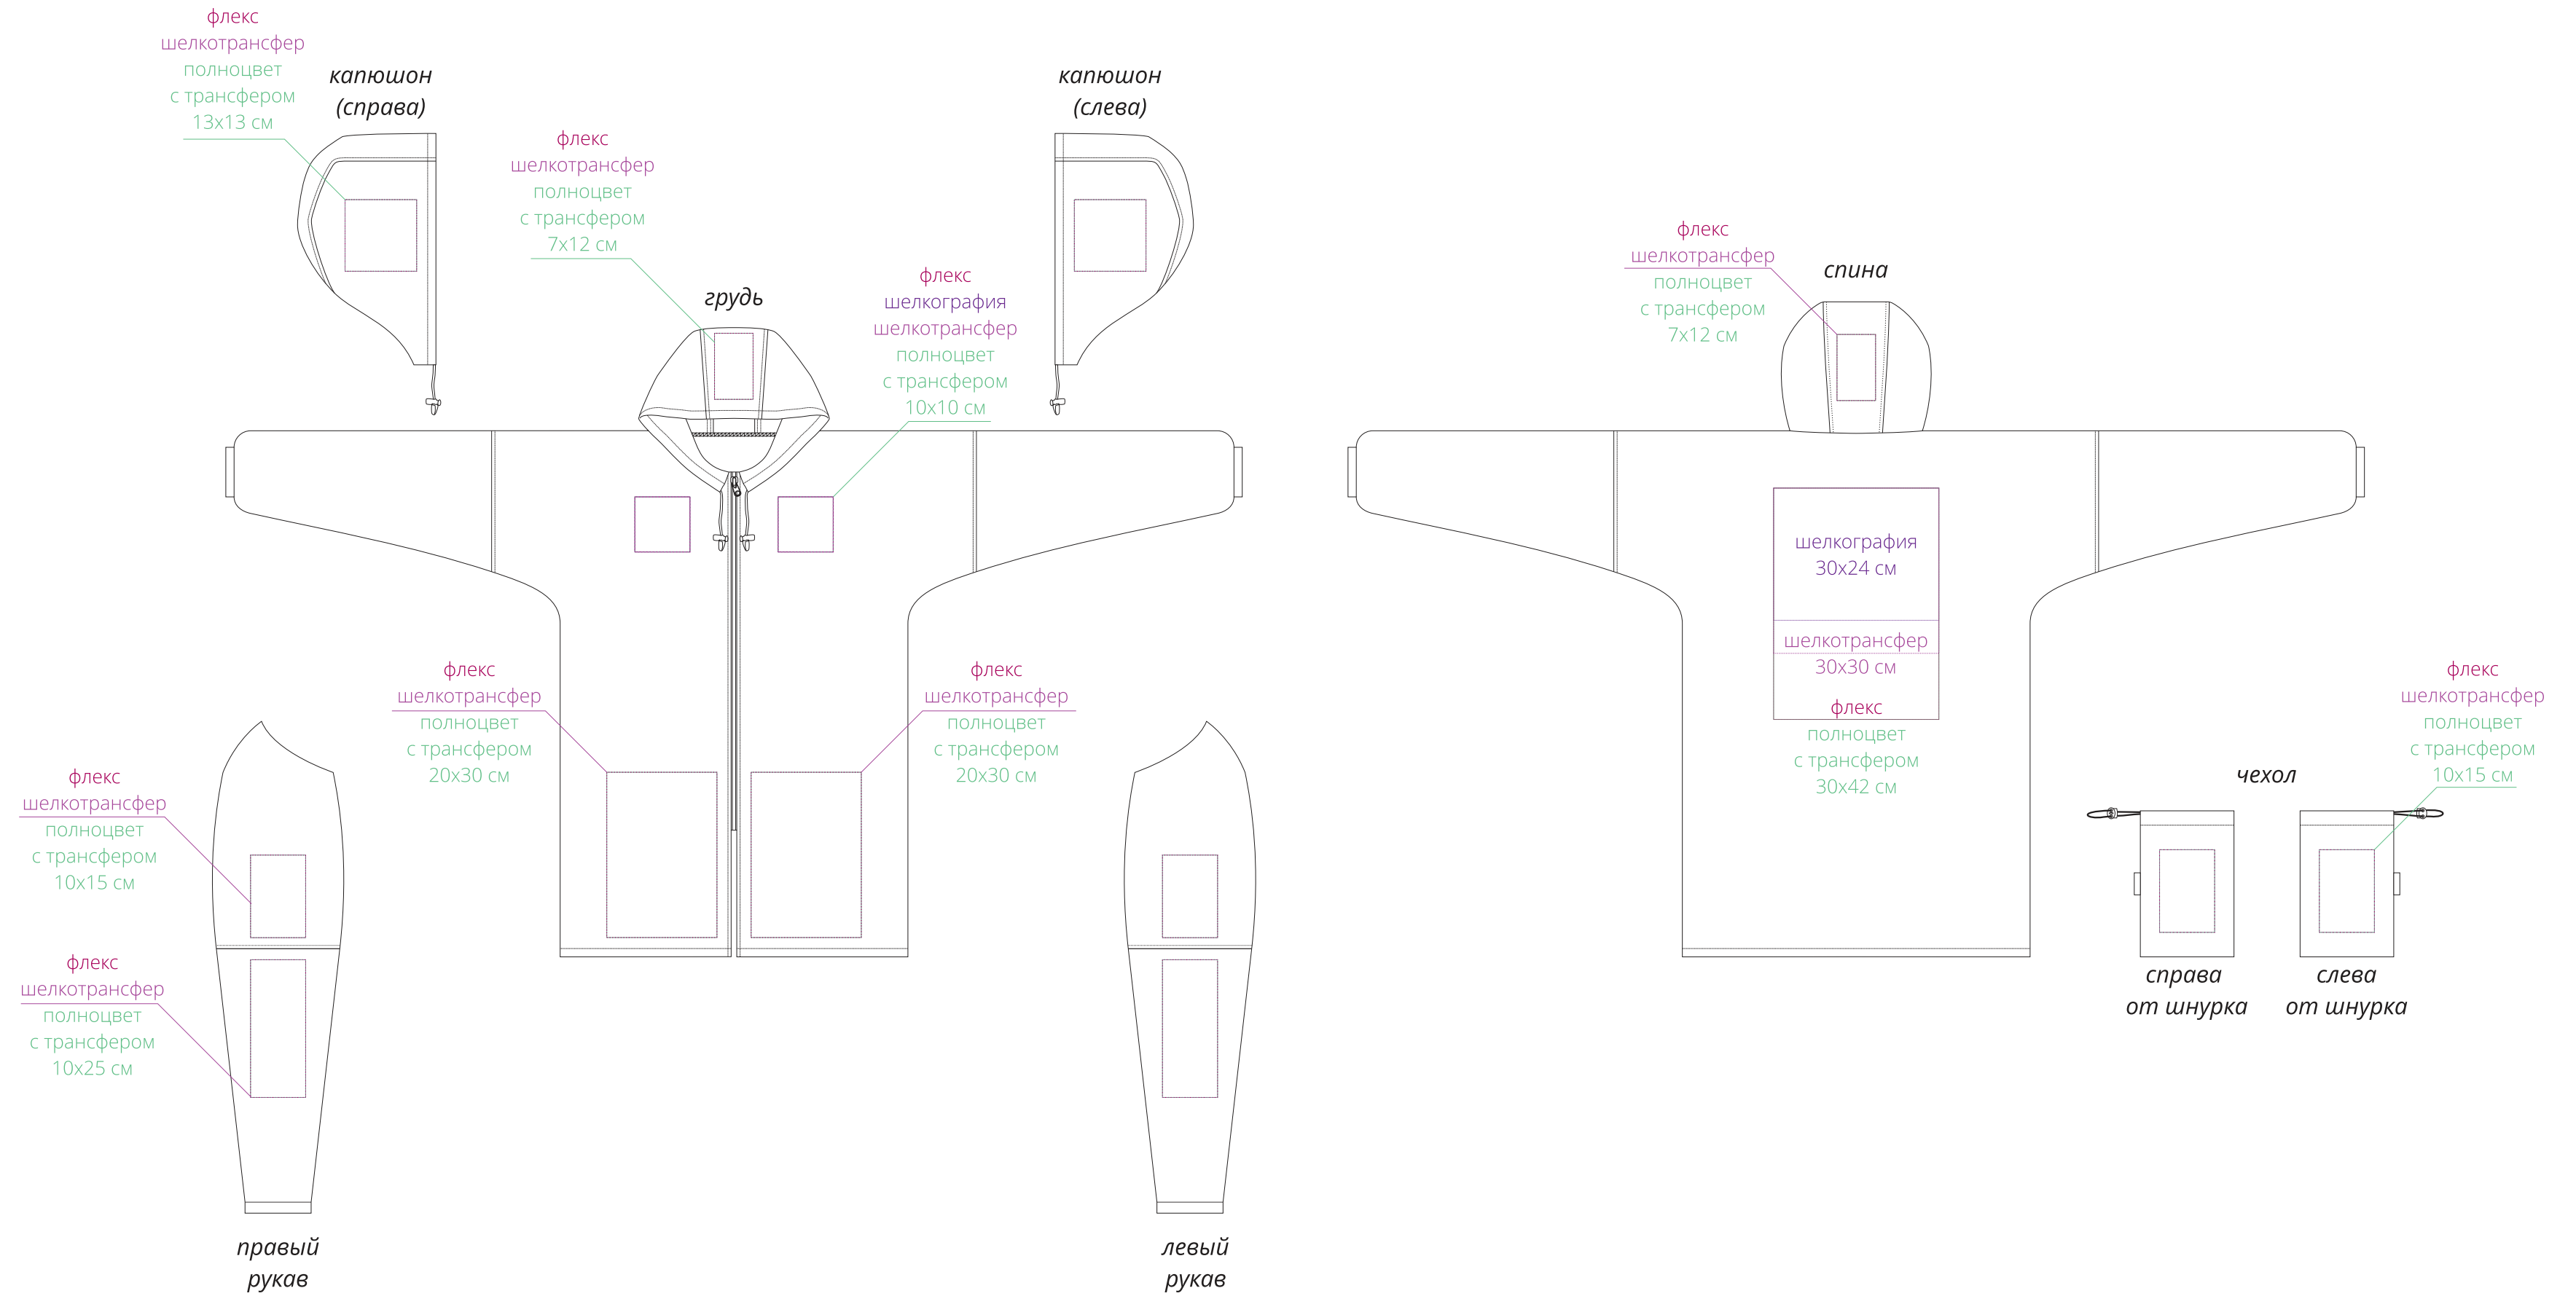 флекс
шелкотрансфер
полноцвет
с трансфером
13х13 см
капюшон
(справа)
флекс
шелкотрансфер
полноцвет
с трансфером
7х12 см
грудь
флекс
шелкография
шелкотрансфер
полноцвет
с трансфером
10х10 см
капюшон
(слева)
флекс
шелкотрансфер
полноцвет
с трансфером
20х30 см
флекс
шелкотрансфер
полноцвет
с трансфером
20х30 см
флекс
шелкотрансфер
полноцвет
с трансфером
10х15 см
флекс
шелкотрансфер
полноцвет
с трансфером
10х25 см
правый
рукав
левый
рукав
флекс
шелкотрансфер
полноцвет
с трансфером
7х12 см
спина
шелкография
30х24 см
шелкотрансфер
30х30 см
флекс
полноцвет
с трансфером
30х42 см
флекс
шелкотрансфер
полноцвет
с трансфером
10х15 см
чехол
справа
от шнурка
слева
от шнурка